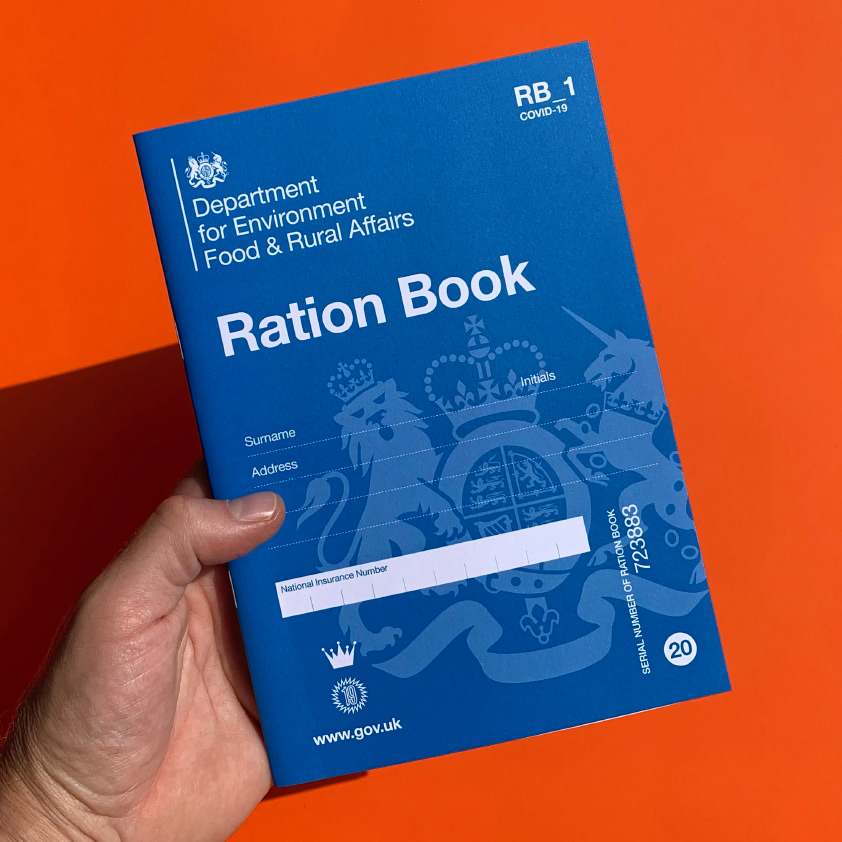 RB_1
COVID-19
Department
for Environment
Food & Rural Affairs
Ration Book
Initials
Surname
Address
National Insurance Number
SERIAL NUMBER OF RATION BOOK
723883
20
19
www.gov.uk